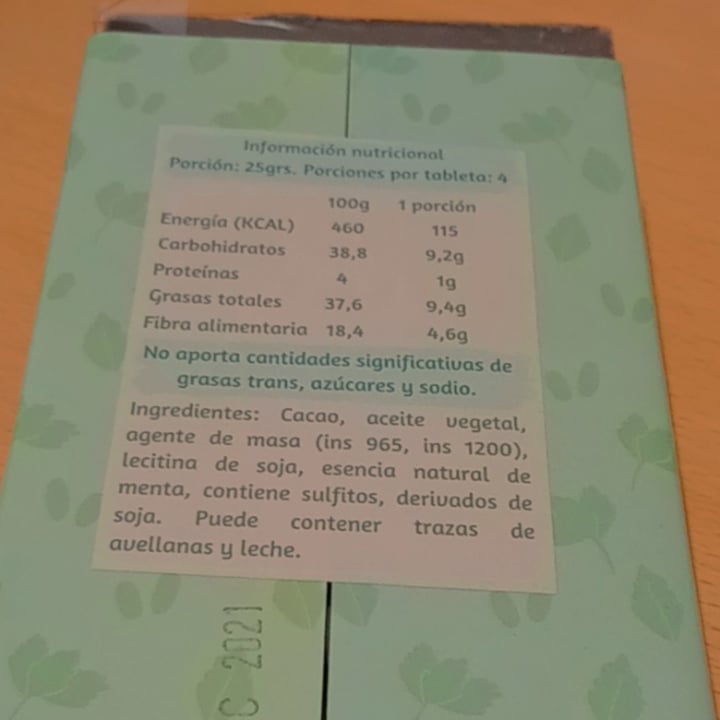 Información nutricional
Porción: 25grs. Porciones por tableta: 4
100g 1 porción
Energía (KCAL) 460 115
Carbohidratos 38,8 9,2g
Proteínas 4 1g
Grasas totales 37,6 9,4g
Fibra alimentaria 18,4 4,6g
No aporta cantidades significativas de
grasas trans, azúcares y sodio.
Ingredientes: Cacao, aceite vegetal,
agente de masa (ins 965, ins 1200),
lecitina de soja, esencia natural de
menta, contiene sulfitos, derivados de
soja. Puede contener trazas de
avellanas y leche.
2021